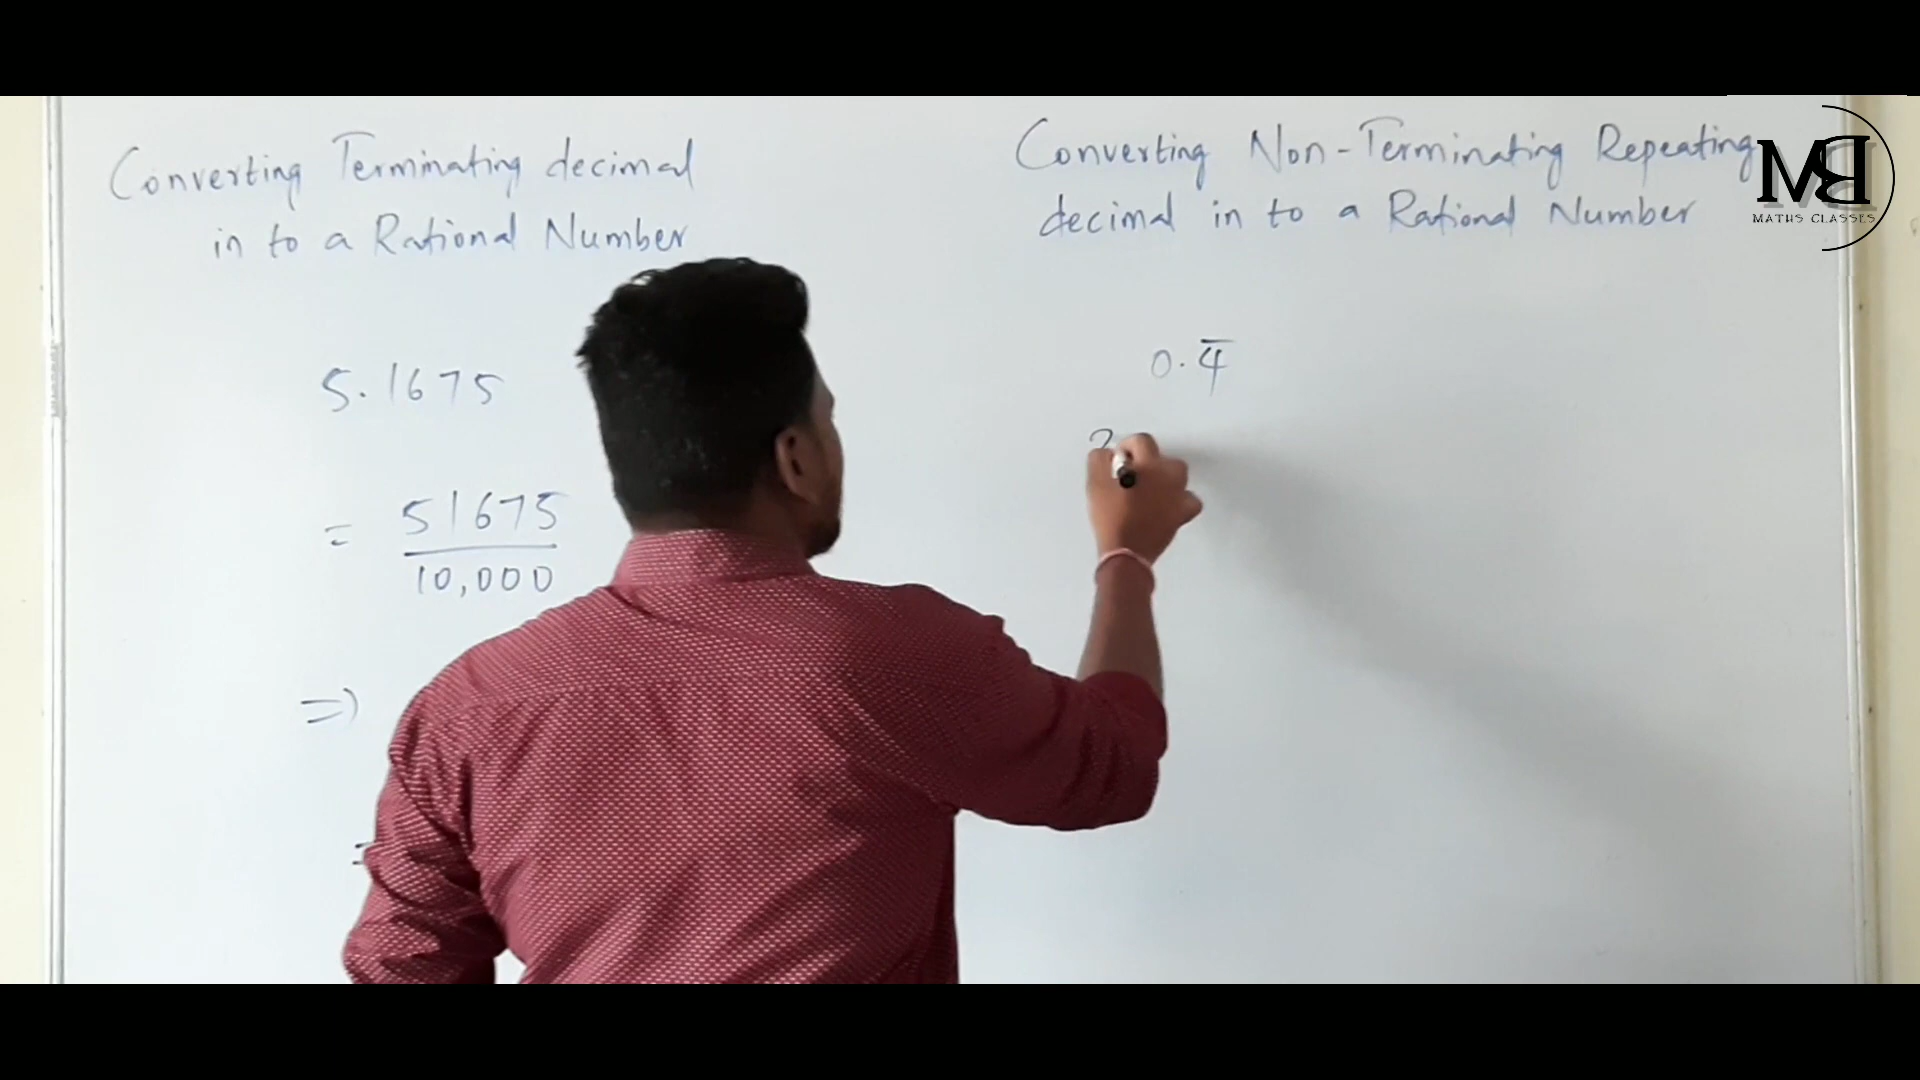 Converting Terminating decimal
in to a Rational Number
5.1675
= 51675
10,000
=>
=
Converting Non-Terminating Repeating
decimal in to a Rational Number
0.4̅
MB
MATHS CLASSES